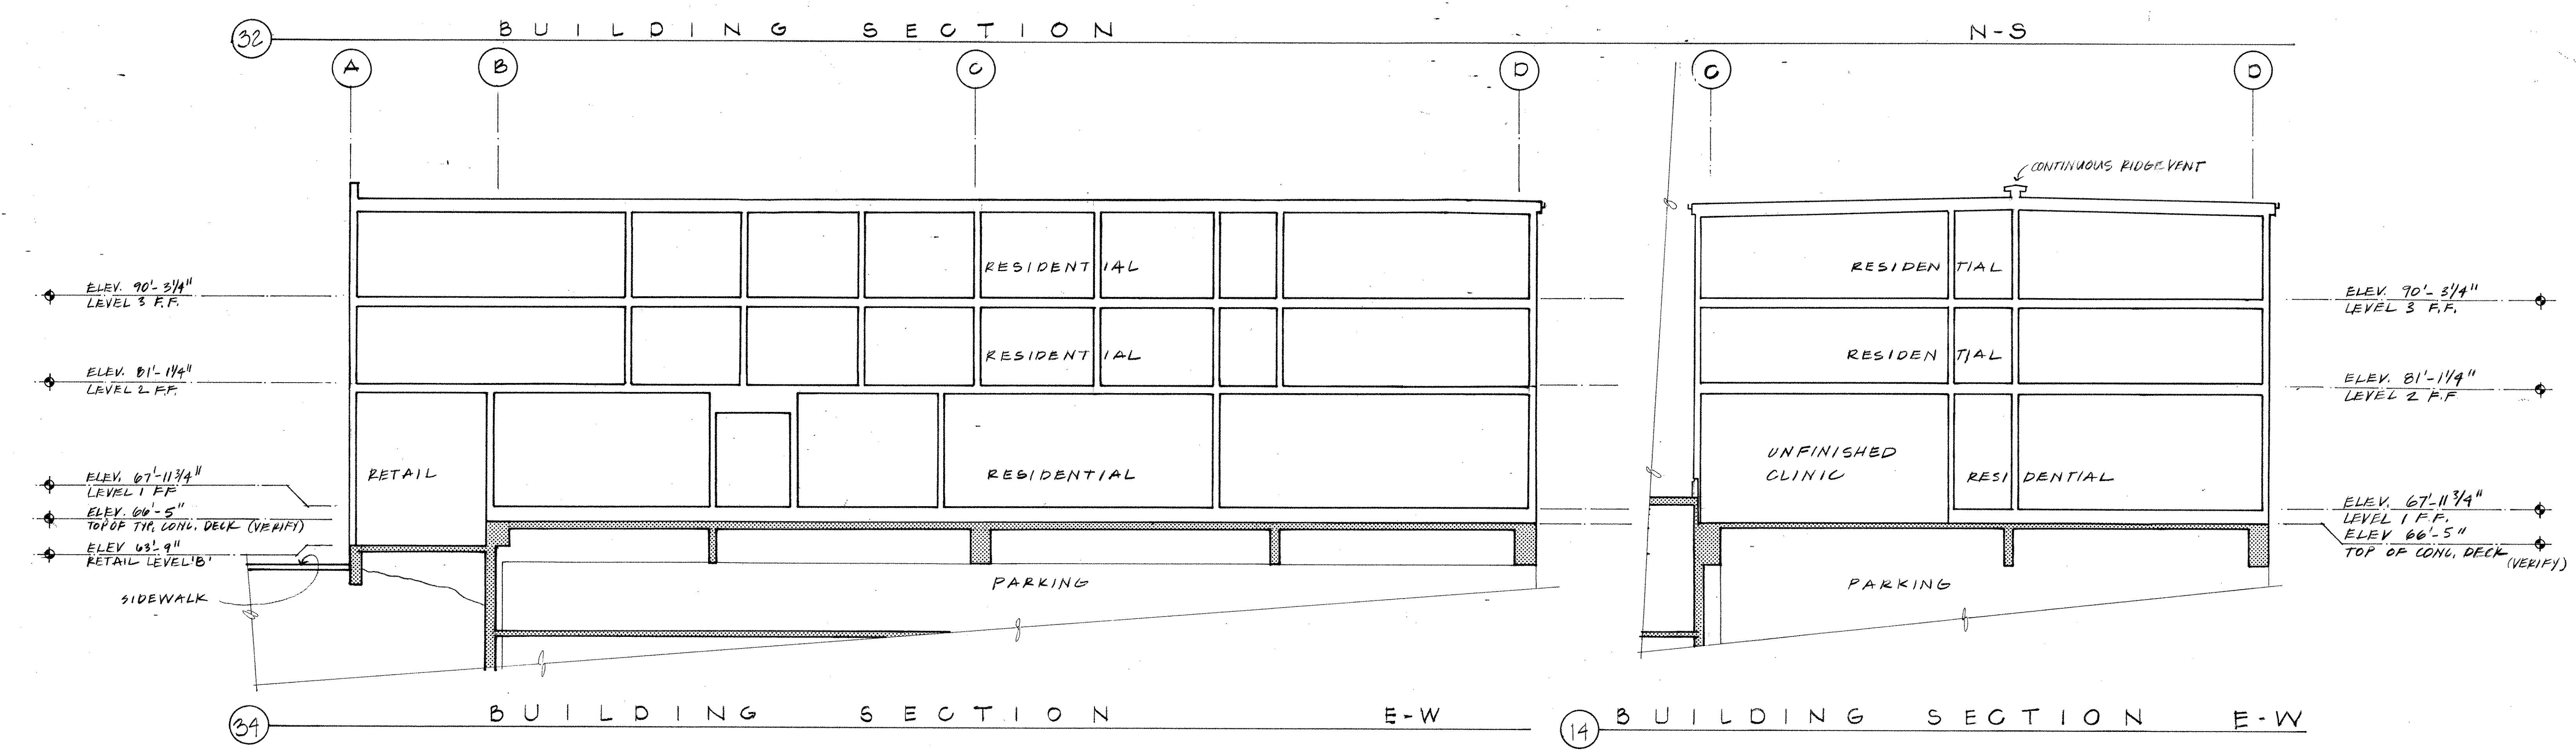 32 BUILDING SECTION N-S
A B C D C D
CONTINUOUS RIDGEVENT
RESIDENTIAL
RESIDENTIAL
ELEV. 90'-3 1/4"
LEVEL 3 F.F.
ELEV. 90'-3 1/4"
LEVEL 3 F.F.
RESIDENTIAL
RESIDENTIAL
ELEV. 81'-1 1/4"
LEVEL 2 F.F.
ELEV. 81'-1 1/4"
LEVEL 2 F.F
RETAIL
RESIDENTIAL
UNFINISHED
CLINIC
RESIDENTIAL
ELEV. 67'-11 3/4"
LEVEL 1 FF
ELEV. 66'-5"
TOP OF TYP. CONC. DECK (VERIFY)
ELEV 63'-9"
RETAIL LEVEL 'B'
SIDEWALK
ELEV. 67'-11 3/4"
LEVEL 1 F.F.
ELEV 66'-5"
TOP OF CONC. DECK
(VERIFY)
PARKING
PARKING
34 BUILDING SECTION E-W
14 BUILDING SECTION E-W